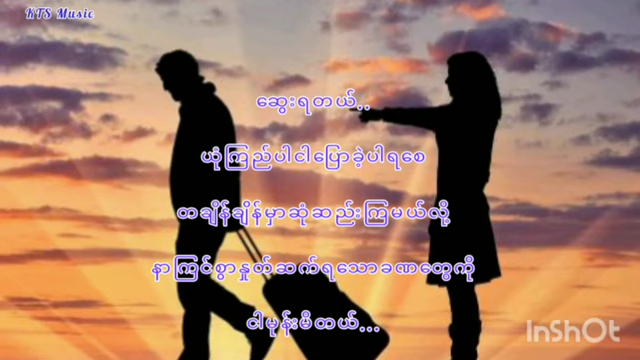 KTS Music
ဆွေးရတယ်..
ယုံကြည်ပါငါပြောခဲ့ပါရစေ
တချိန်ချိန်မှာဆုံဆည်းကြမယ်လို့
နာကြင်စွာနှုတ်ဆက်ရသောခဏတွေကို
ငါမုန်းမိတယ်...
InShOt